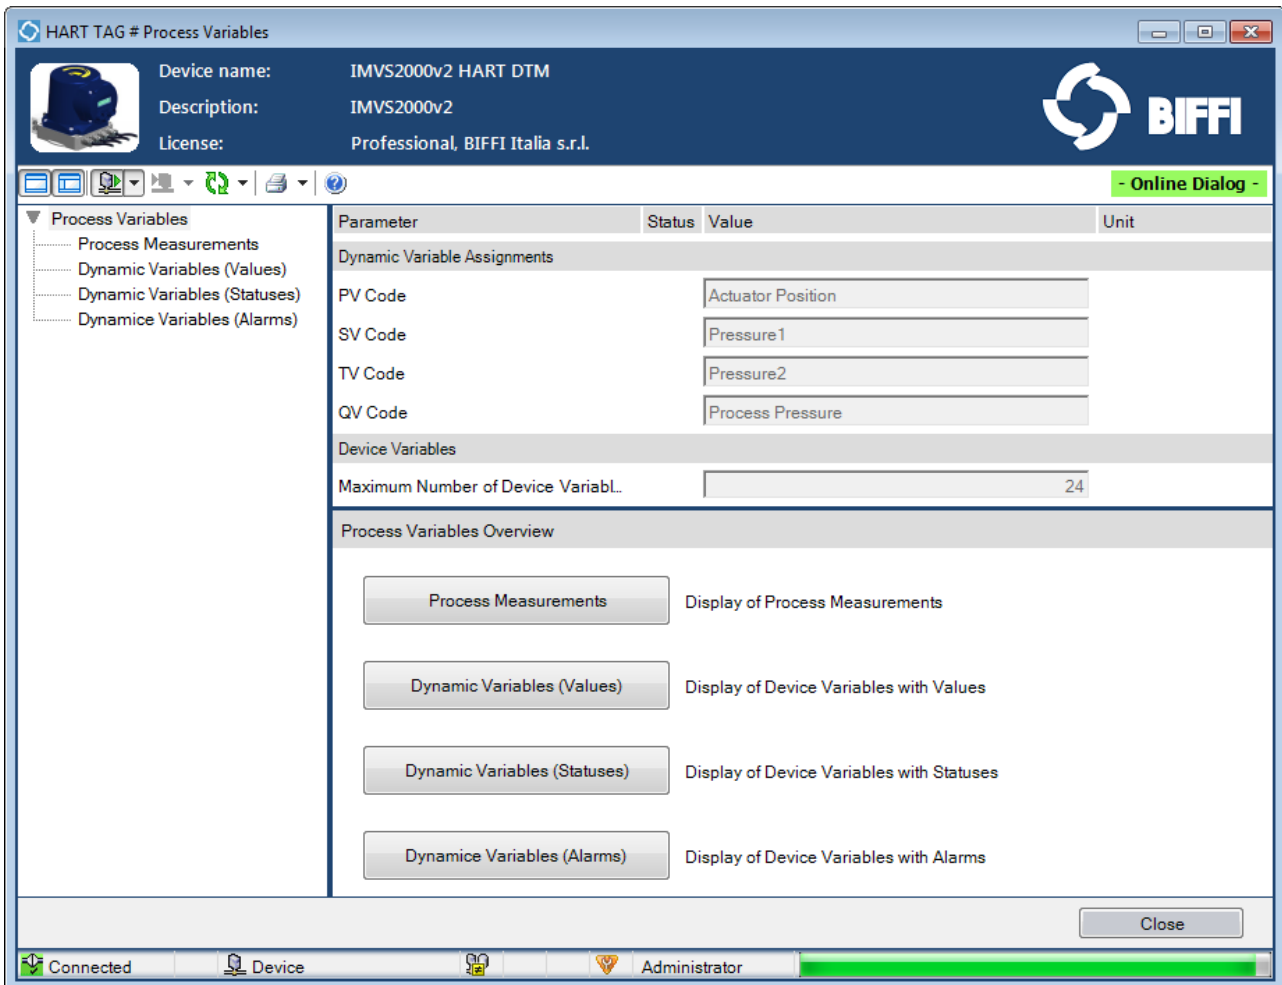 HART TAG # Process Variables
Device name: IMVS2000v2 HART DTM
Description: IMVS2000v2
License: Professional, BIFFI Italia s.r.l.
BIFFI
- Online Dialog -
Process Variables
Process Measurements
Dynamic Variables (Values)
Dynamic Variables (Statuses)
Dynamice Variables (Alarms)
Parameter Status Value Unit
Dynamic Variable Assignments
PV Code Actuator Position
SV Code Pressure1
TV Code Pressure2
QV Code Process Pressure
Device Variables
Maximum Number of Device Variabl... 24
Process Variables Overview
Process Measurements Display of Process Measurements
Dynamic Variables (Values) Display of Device Variables with Values
Dynamic Variables (Statuses) Display of Device Variables with Statuses
Dynamice Variables (Alarms) Display of Device Variables with Alarms
Close
Connected Device Administrator